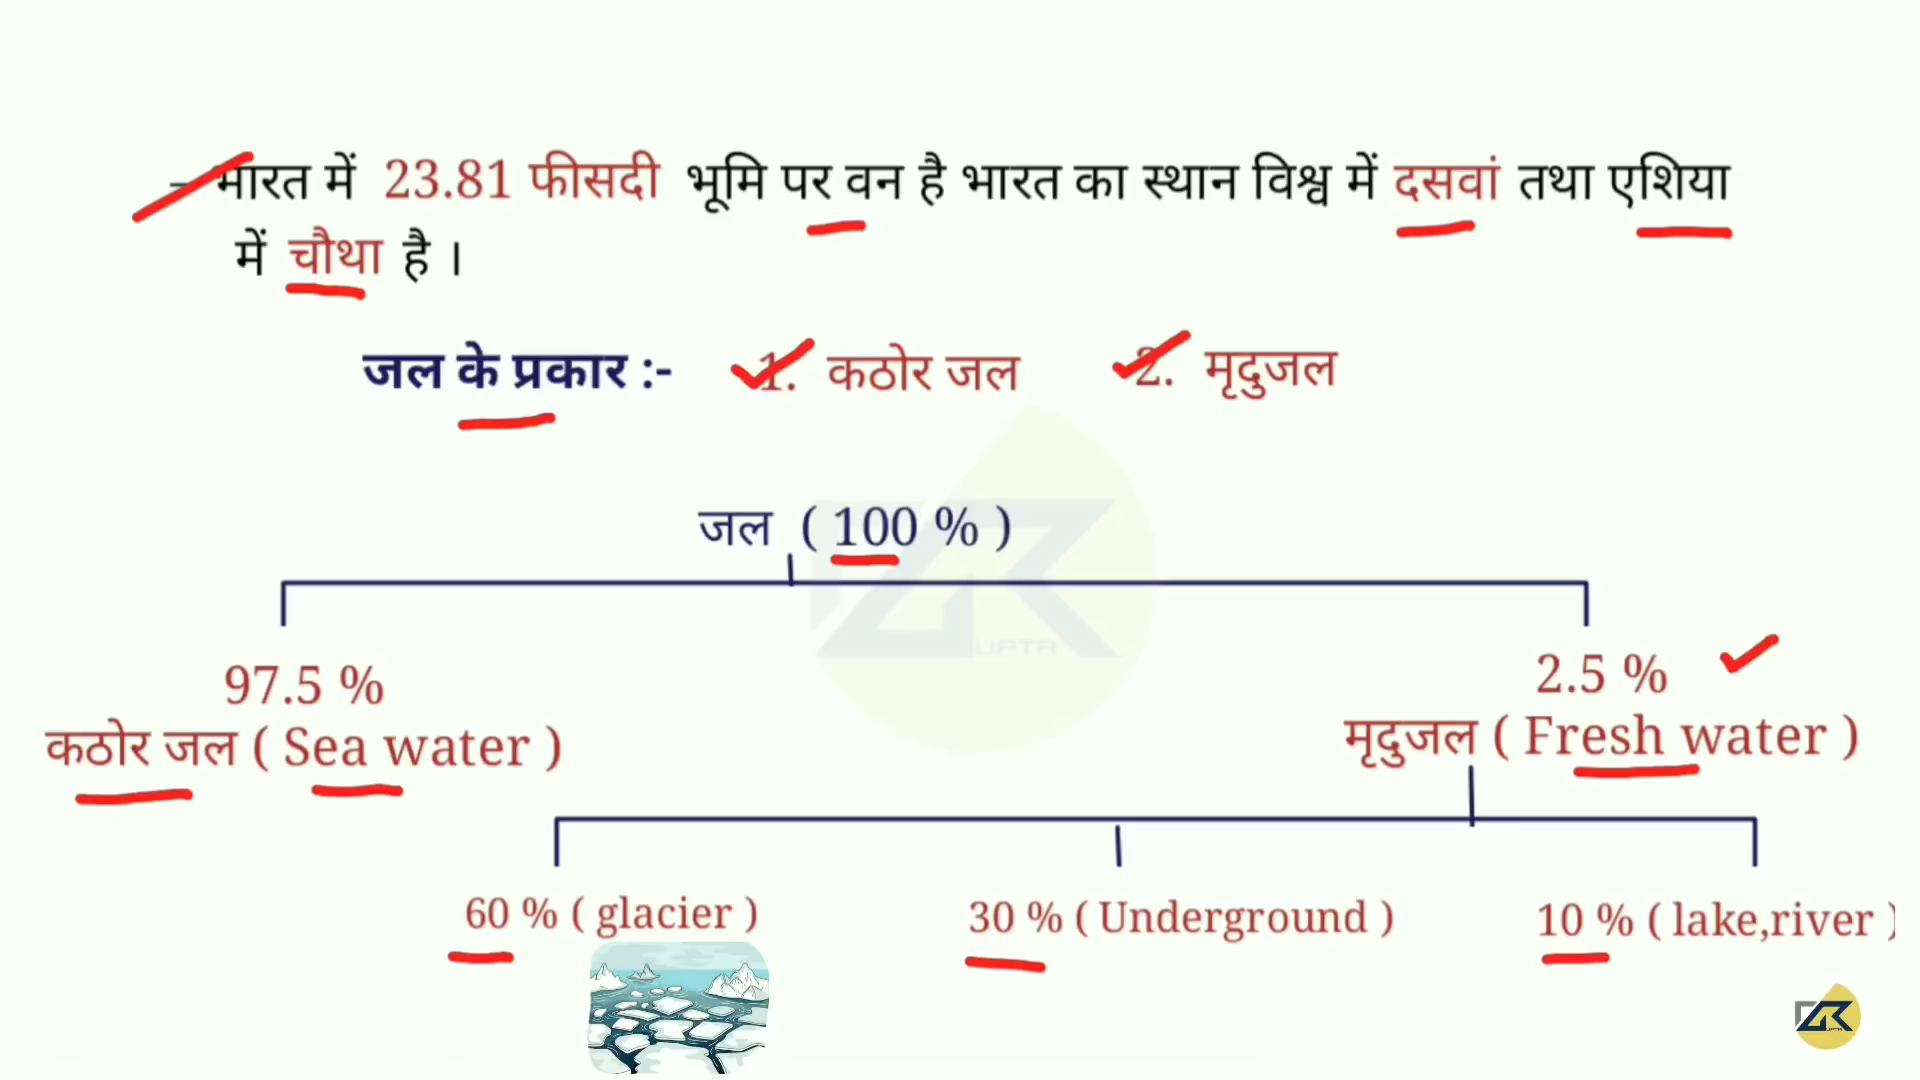 – भारत में 23.81 फीसदी भूमि पर वन है भारत का स्थान विश्व में दसवां तथा एशिया
में चौथा है ।
जल के प्रकार :- 1. कठोर जल 2. मृदुजल
जल ( 100 % )
97.5 %
कठोर जल ( Sea water )
2.5 %
मृदुजल ( Fresh water )
60 % ( glacier )
30 % ( Underground )
10 % ( lake,river )
UPTA